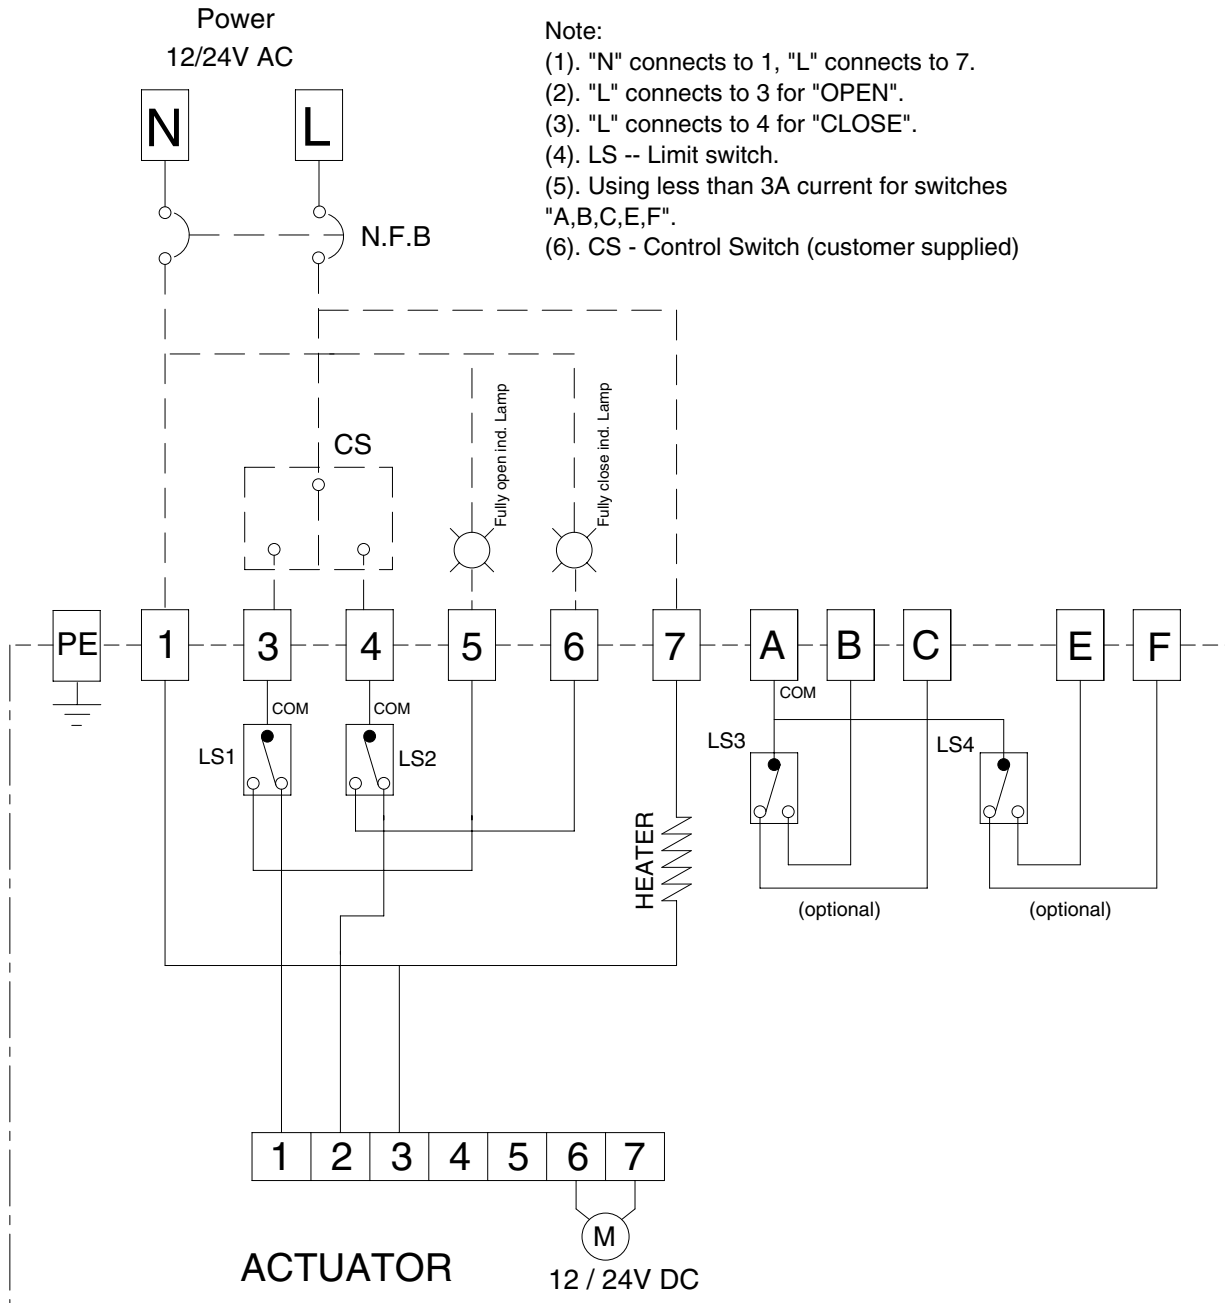 Power
12/24V AC
N
L
Note:
(1). "N" connects to 1, "L" connects to 7.
(2). "L" connects to 3 for "OPEN".
(3). "L" connects to 4 for "CLOSE".
(4). LS -- Limit switch.
(5). Using less than 3A current for switches
"A,B,C,E,F".
(6). CS - Control Switch (customer supplied)
N.F.B
CS
Fully open ind. Lamp
Fully close ind. Lamp
PE
1
3
4
5
6
7
A
B
C
E
F
COM
COM
COM
LS1
LS2
LS3
LS4
HEATER
(optional)
(optional)
1
2
3
4
5
6
7
M
ACTUATOR
12 / 24V DC